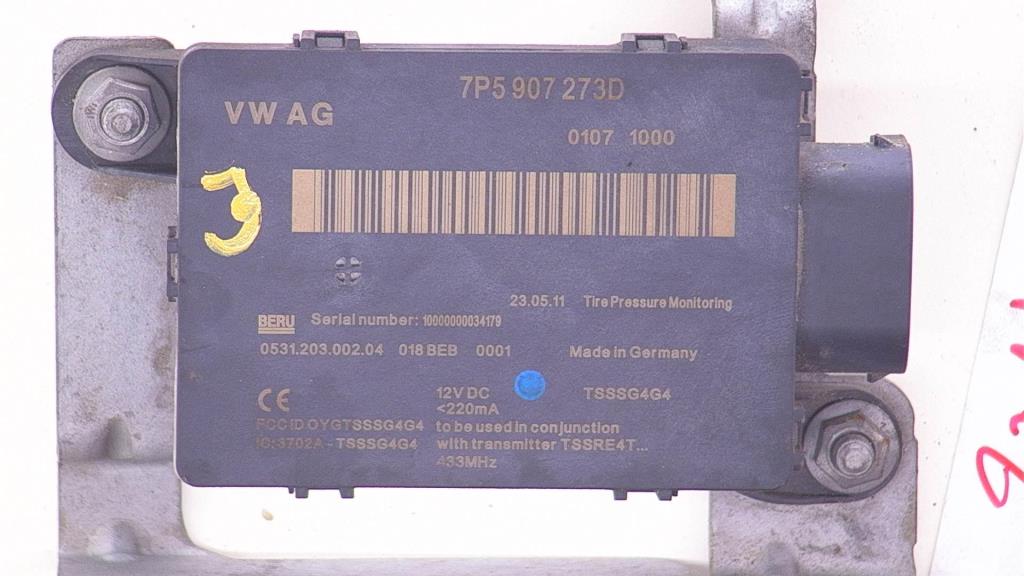 7P5 907 273D
VW AG
0107 1000
23.05.11 Tire Pressure Monitoring
BERU Serial number: 10000000034179
0531.203.002.04 018 BEB 0001 Made in Germany
CE 12V DC TSSSG4G4
<220mA
FCC ID OYGTSSSG4G4 to be used in conjunction
IC:3702A-TSSSG4G4 with transmitter TSSRE4T...
433MHz